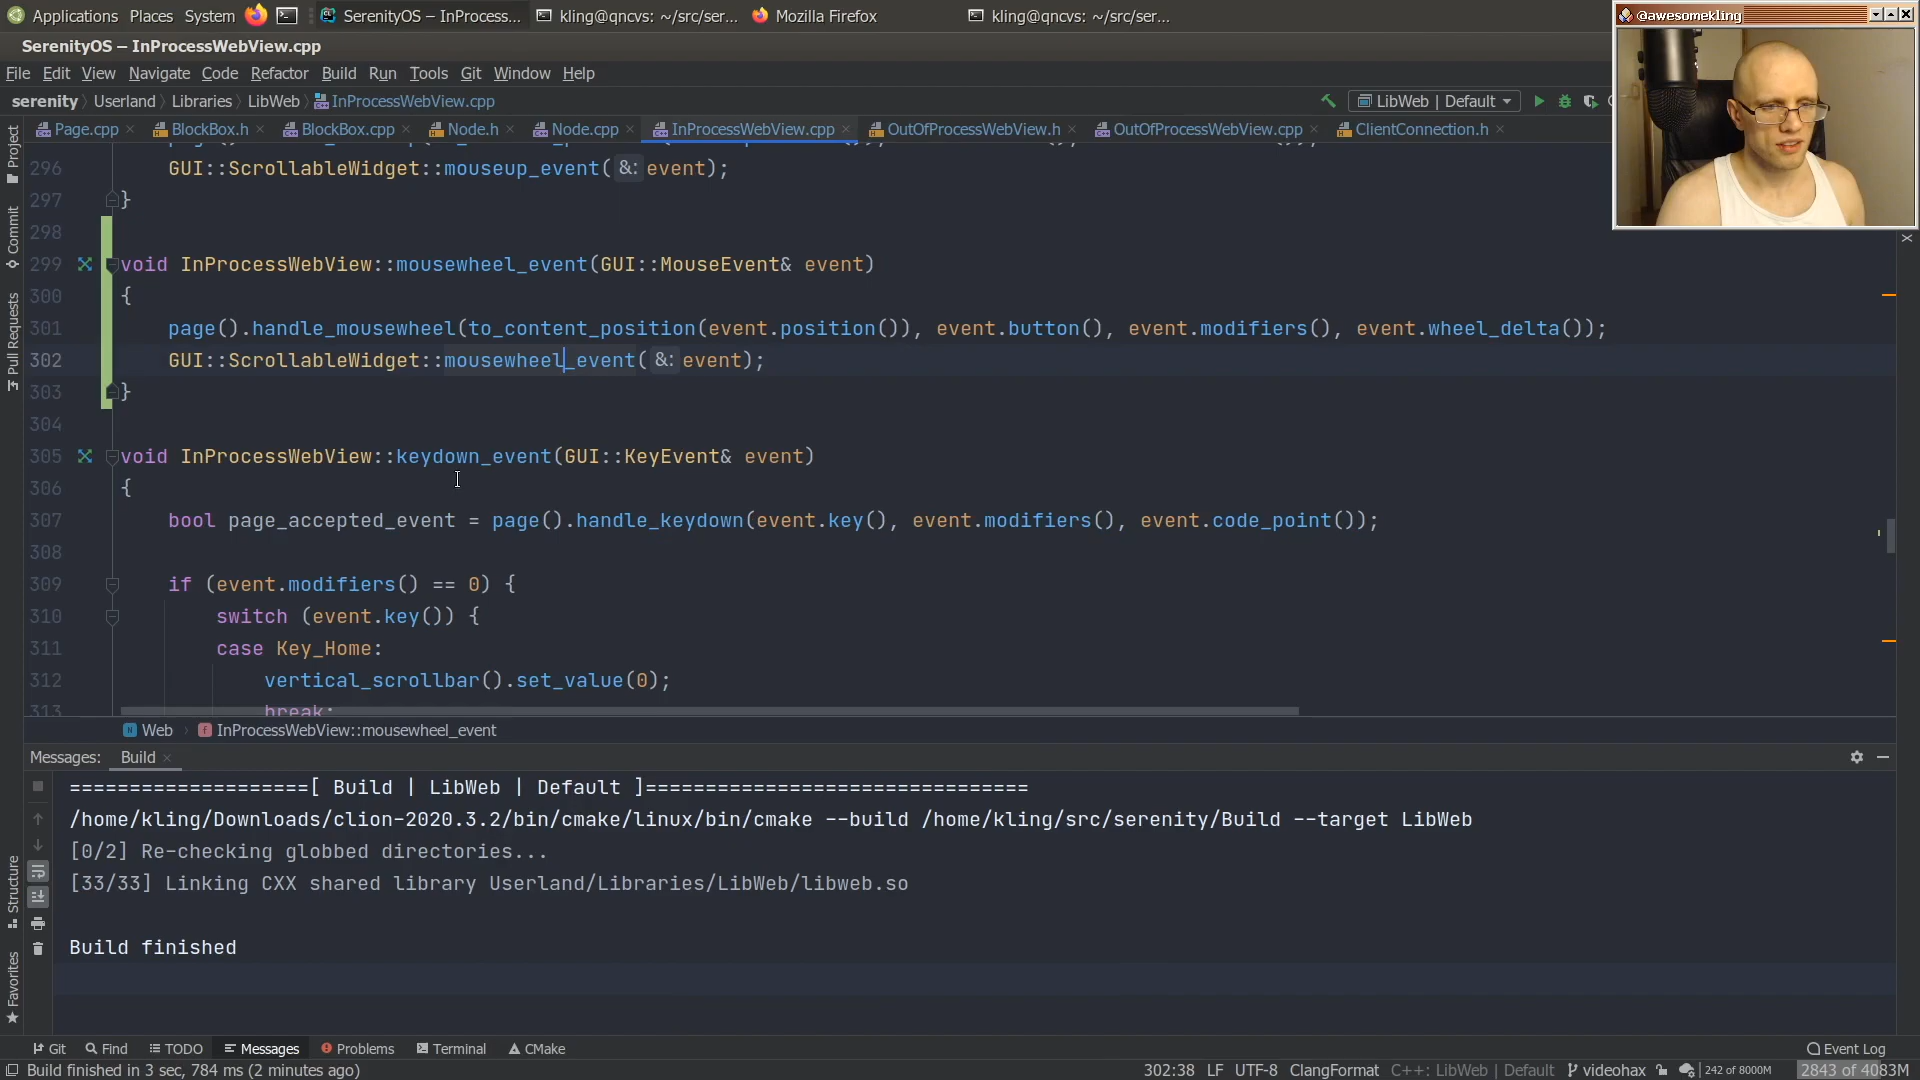 Applications Places System SerenityOS – InProcess... kling@qncvs: ~/src/ser... Mozilla Firefox kling@qncvs: ~/src/ser...
@awesomekling
SerenityOS – InProcessWebView.cpp
File Edit View Navigate Code Refactor Build Run Tools Git Window Help
serenity Userland Libraries LibWeb InProcessWebView.cpp LibWeb | Default
Page.cpp BlockBox.h BlockBox.cpp Node.h Node.cpp InProcessWebView.cpp OutOfProcessWebView.h OutOfProcessWebView.cpp ClientConnection.h
Project
Commit
Pull Requests
296 GUI::ScrollableWidget::mouseup_event( &: event);
297 }
298
299 void InProcessWebView::mousewheel_event(GUI::MouseEvent& event)
300 {
301 page().handle_mousewheel(to_content_position(event.position()), event.button(), event.modifiers(), event.wheel_delta());
302 GUI::ScrollableWidget::mousewheel_event( &: event);
303 }
304
305 void InProcessWebView::keydown_event(GUI::KeyEvent& event)
306 {
307 bool page_accepted_event = page().handle_keydown(event.key(), event.modifiers(), event.code_point());
308
309 if (event.modifiers() == 0) {
310 switch (event.key()) {
311 case Key_Home:
312 vertical_scrollbar().set_value(0);
313 break;
Web InProcessWebView::mousewheel_event
Messages: Build
====================[ Build | LibWeb | Default ]================================
/home/kling/Downloads/clion-2020.3.2/bin/cmake/linux/bin/cmake --build /home/kling/src/serenity/Build --target LibWeb
[0/2] Re-checking globbed directories...
[33/33] Linking CXX shared library Userland/Libraries/LibWeb/libweb.so
Build finished
Structure
Favorites
Git Find TODO Messages Problems Terminal CMake Event Log
Build finished in 3 sec, 784 ms (2 minutes ago) 302:38 LF UTF-8 ClangFormat C++: LibWeb | Default videohax 242 of 8000M 2843 of 4083M